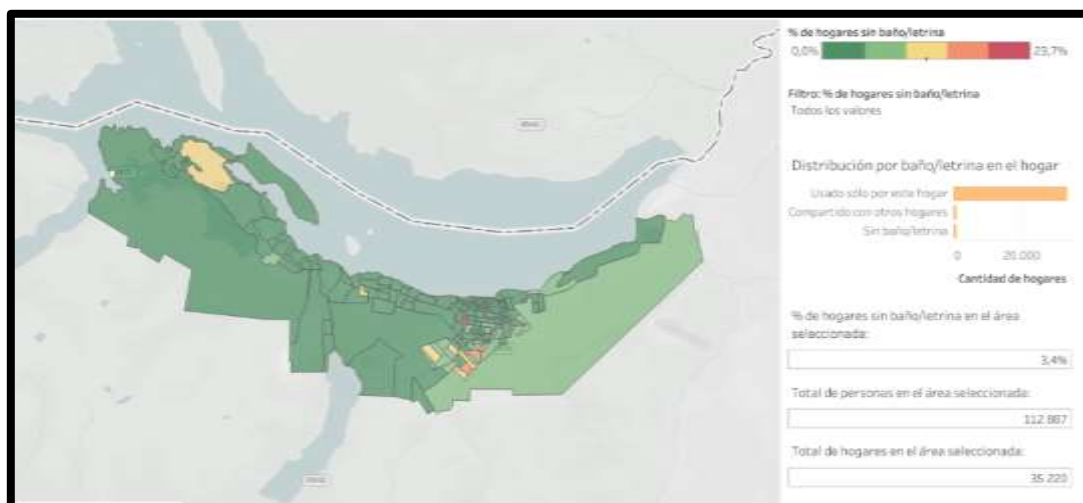 % de hogares sin baño/letrina
0,0% 23,7%
Filtro: % de hogares sin baño/letrina
Todos los valores
Distribución por baño/letrina en el hogar
Usado sólo por este hogar
Compartido con otros hogares
Sin baño/letrina
0 20.000
Cantidad de hogares
% de hogares sin baño/letrina en el área
seleccionada:
3,4%
Total de personas en el área seleccionada:
112.887
Total de hogares en el área seleccionada:
35.220